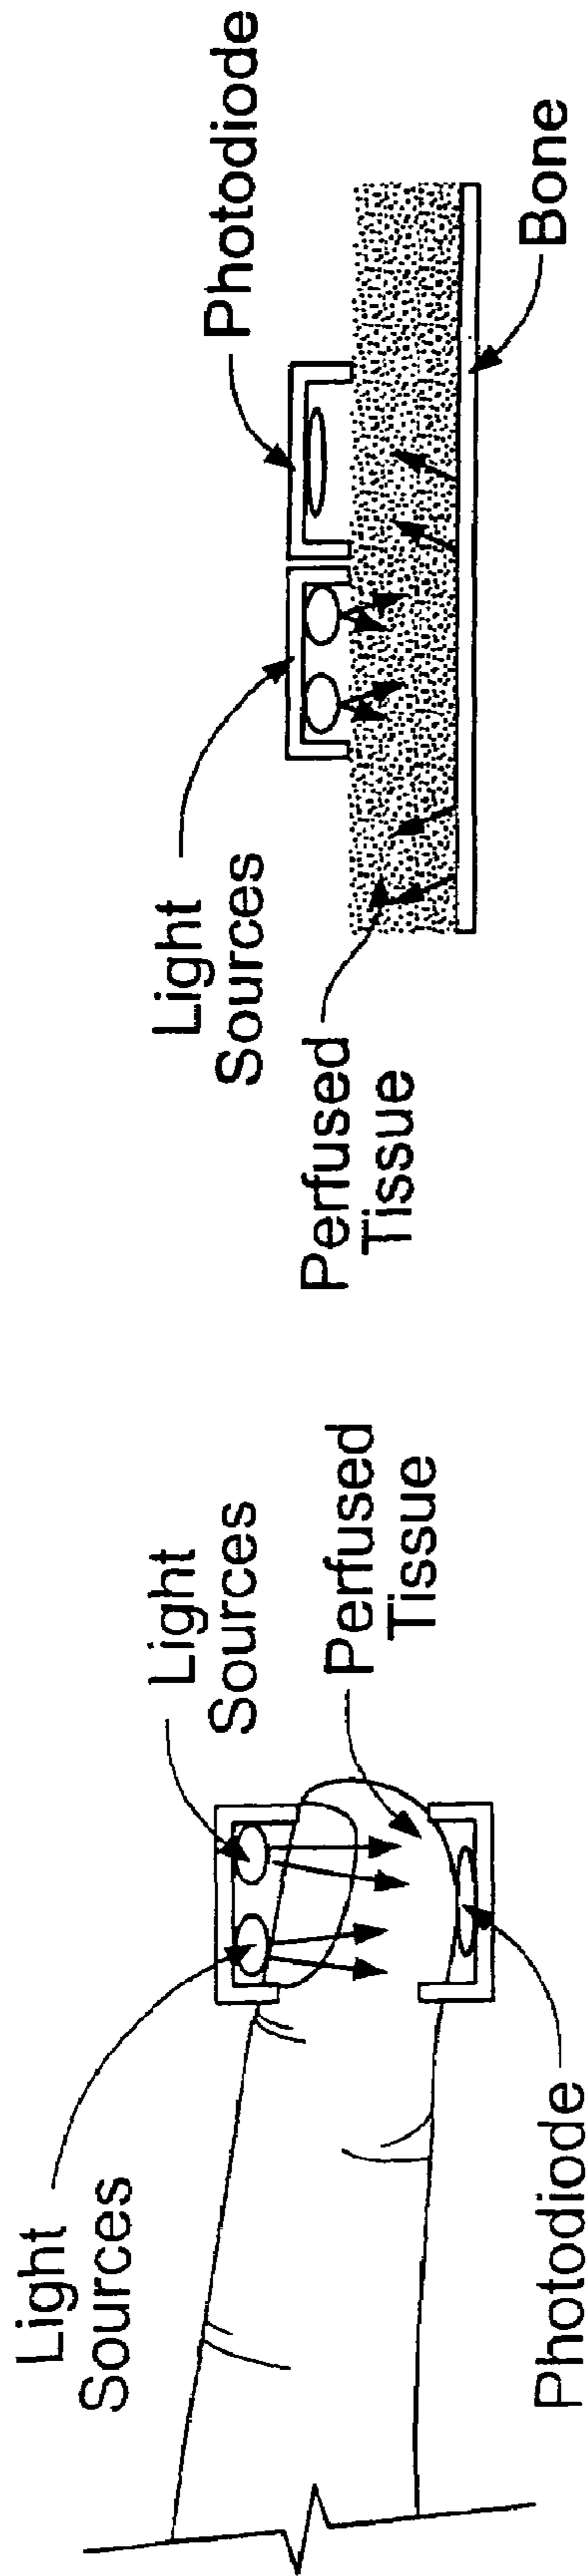 Light
Sources
Light
Sources
Perfused
Tissue
Photodiode
Light
Sources
Photodiode
Perfused
Tissue
Bone